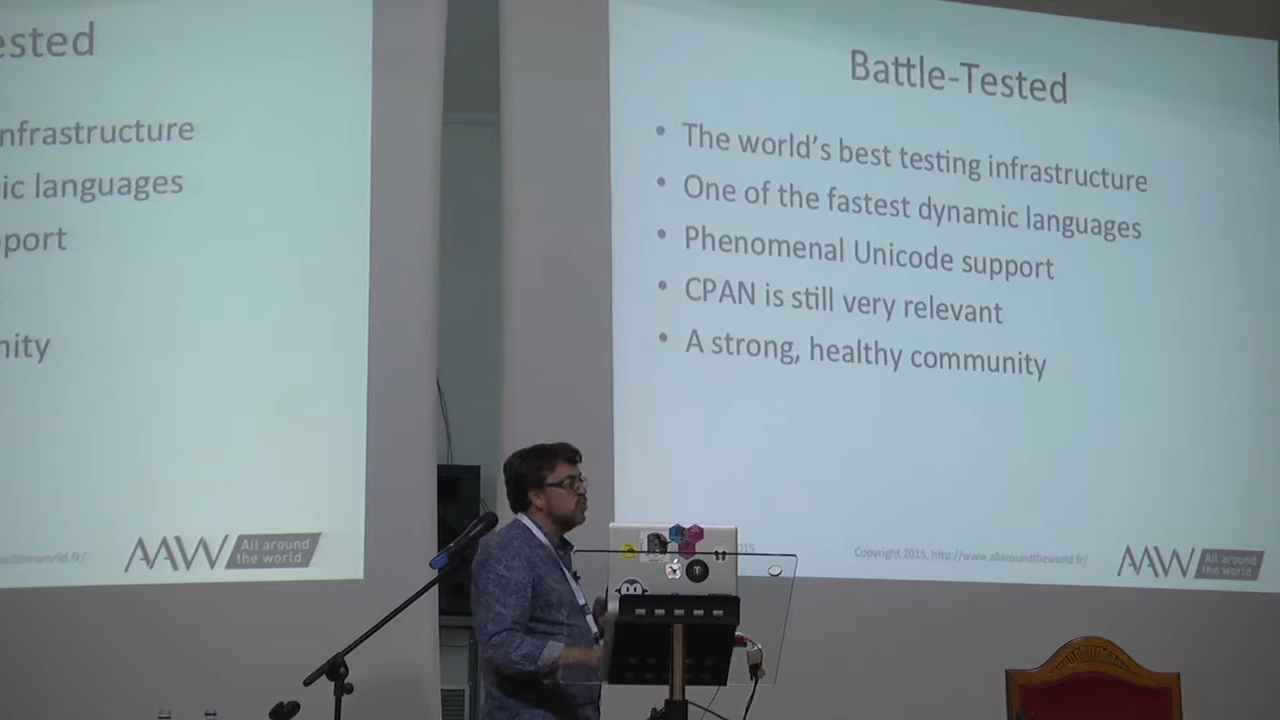 ested
nfrastructure
ic languages
pport
nity
AAW
All around
the world
Battle-Tested
• The world's best testing infrastructure
• One of the fastest dynamic languages
• Phenomenal Unicode support
• CPAN is still very relevant
• A strong, healthy community
2015
Copyright 2015, http://www.allaroundtheworld.fr/
AAW
All around
the world